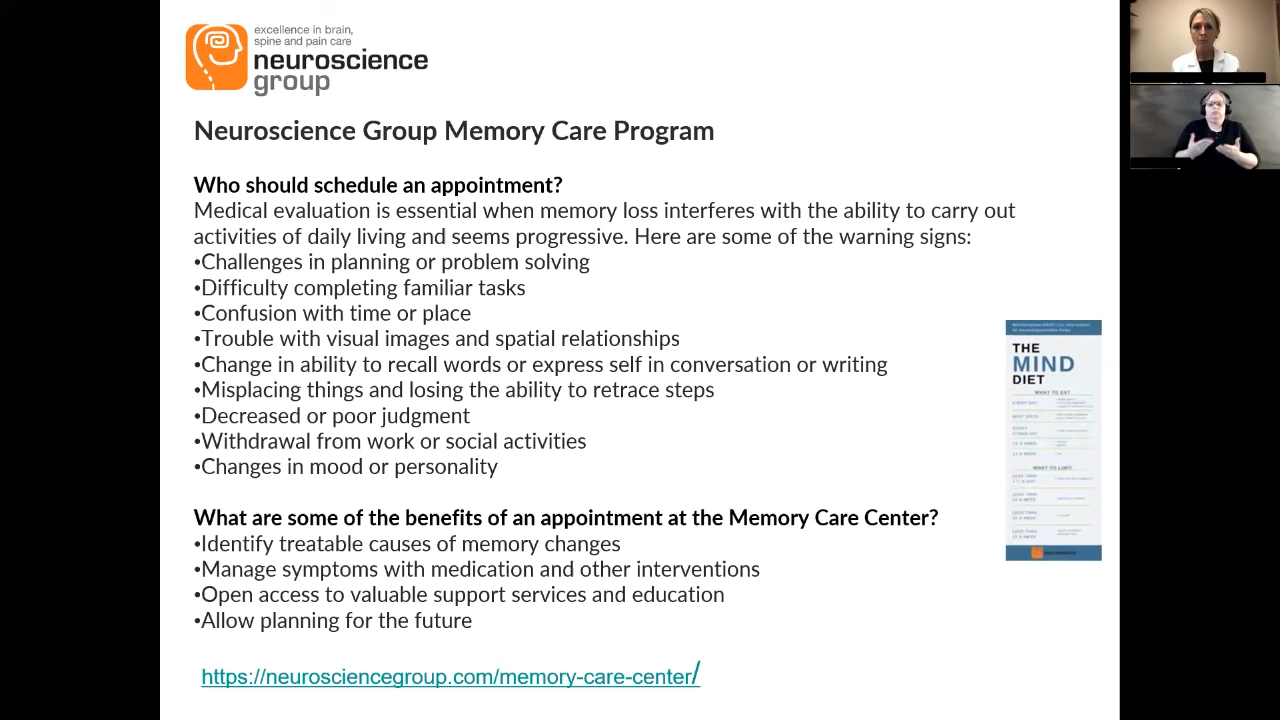 excellence in brain,
spine and pain care
neuroscience
group
Neuroscience Group Memory Care Program
Who should schedule an appointment?
Medical evaluation is essential when memory loss interferes with the ability to carry out
activities of daily living and seems progressive. Here are some of the warning signs:
•Challenges in planning or problem solving
•Difficulty completing familiar tasks
•Confusion with time or place
•Trouble with visual images and spatial relationships
•Change in ability to recall words or express self in conversation or writing
•Misplacing things and losing the ability to retrace steps
•Decreased or poor judgment
•Withdrawal from work or social activities
•Changes in mood or personality
THE
MIND
DIET
WHAT TO EAT
WHAT TO LIMIT
What are some of the benefits of an appointment at the Memory Care Center?
•Identify treatable causes of memory changes
•Manage symptoms with medication and other interventions
•Open access to valuable support services and education
•Allow planning for the future
https://neurosciencegroup.com/memory-care-center/